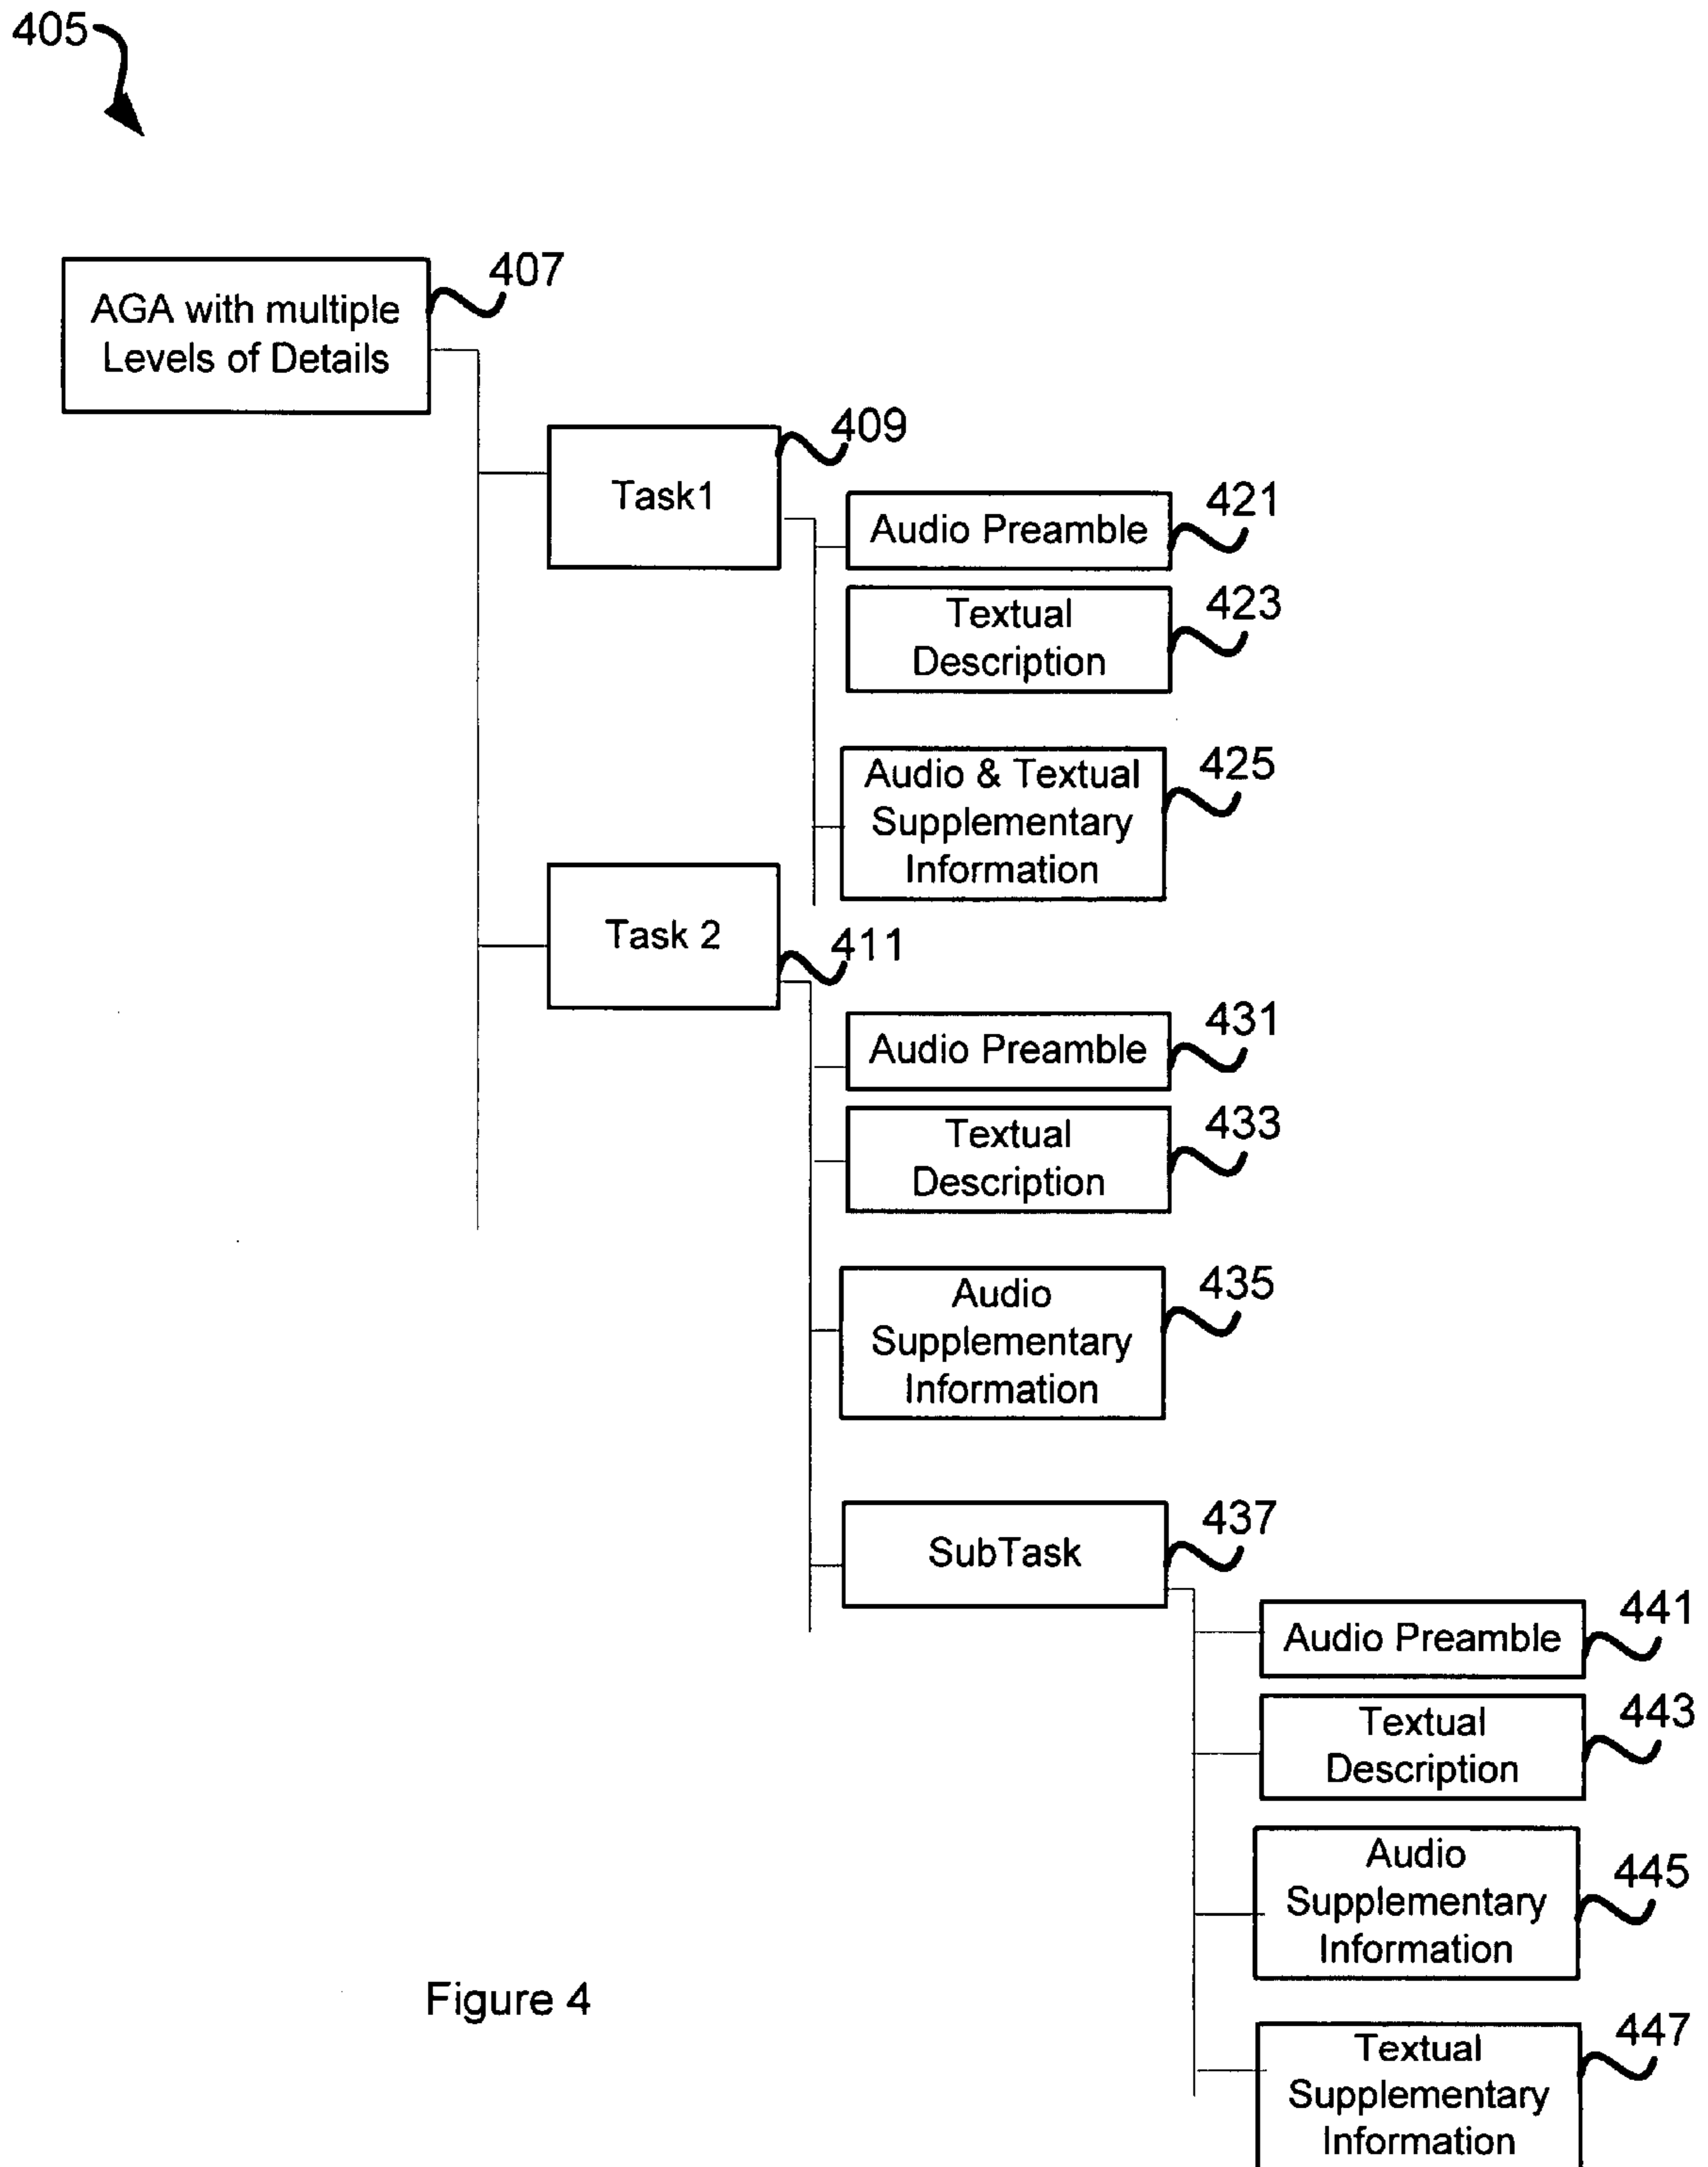 405
AGA with multiple
Levels of Details
407
Task1
409
Audio Preamble
421
Textual
Description
423
Audio & Textual
Supplementary
Information
425
Task 2
411
Audio Preamble
431
Textual
Description
433
Audio
Supplementary
Information
435
SubTask
437
Audio Preamble
441
Textual
Description
443
Audio
Supplementary
Information
445
Textual
Supplementary
Information
447
Figure 4